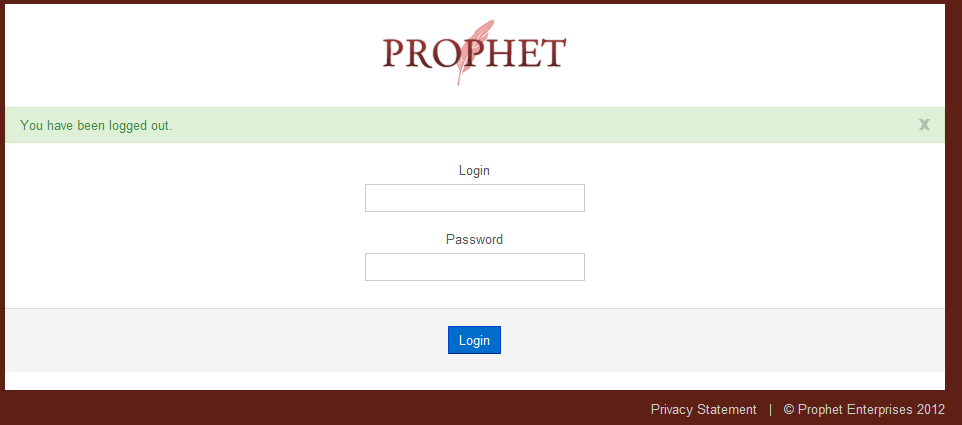 PROPHET
You have been logged out.
X
Login
Password
Login
Privacy Statement | © Prophet Enterprises 2012